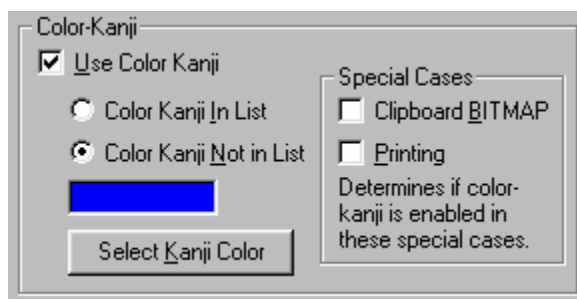 Color-Kanji
Use Color Kanji
Color Kanji In List
Color Kanji Not in List
Select Kanji Color
Special Cases
Clipboard BITMAP
Printing
Determines if color-
kanji is enabled in
these special cases.